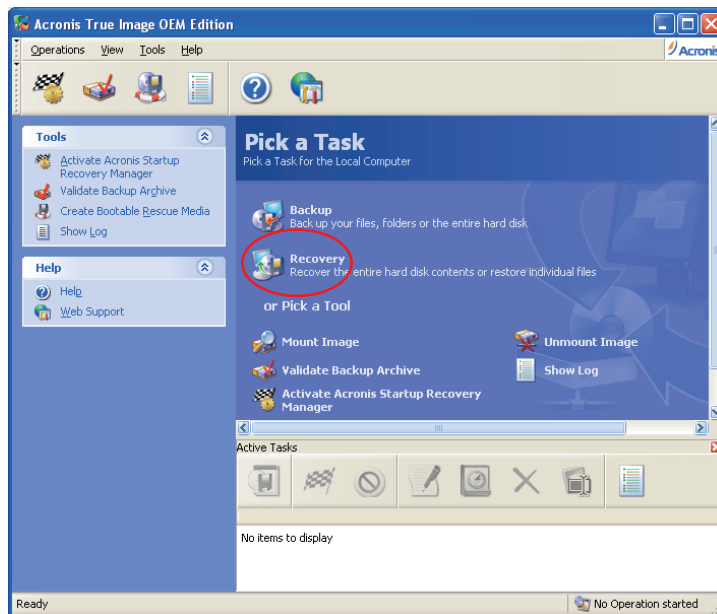 Acronis True Image OEM Edition
Operations View Tools Help
Acronis
Tools
Activate Acronis Startup
Recovery Manager
Validate Backup Archive
Create Bootable Rescue Media
Show Log
Help
Help
Web Support
Pick a Task
Pick a Task for the Local Computer
Backup
Back up your files, folders or the entire hard disk
Recovery
Recover the entire hard disk contents or restore individual files
or Pick a Tool
Mount Image
Unmount Image
Validate Backup Archive
Show Log
Activate Acronis Startup Recovery
Manager
Active Tasks
No items to display
Ready
No Operation started